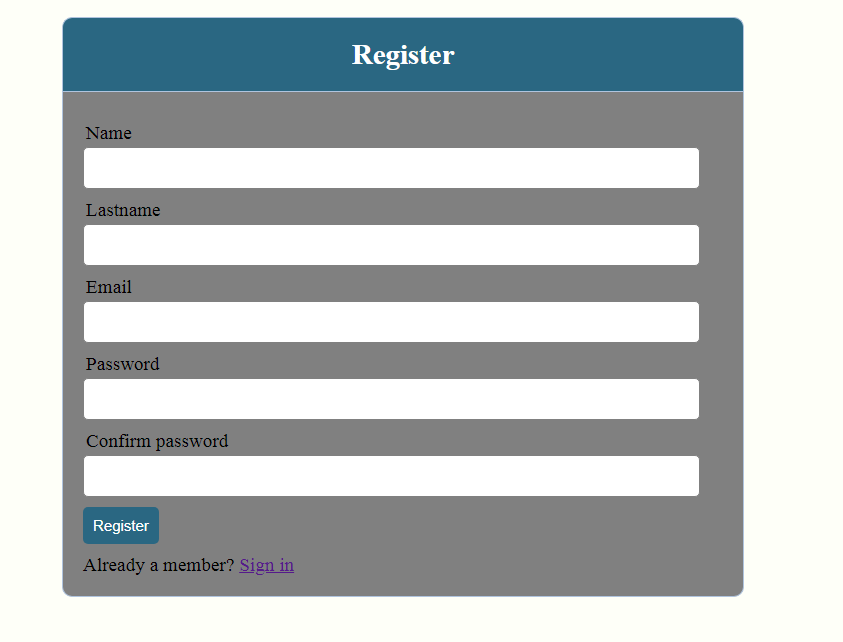 Register
Name
Lastname
Email
Password
Confirm password
Register
Already a member? Sign in